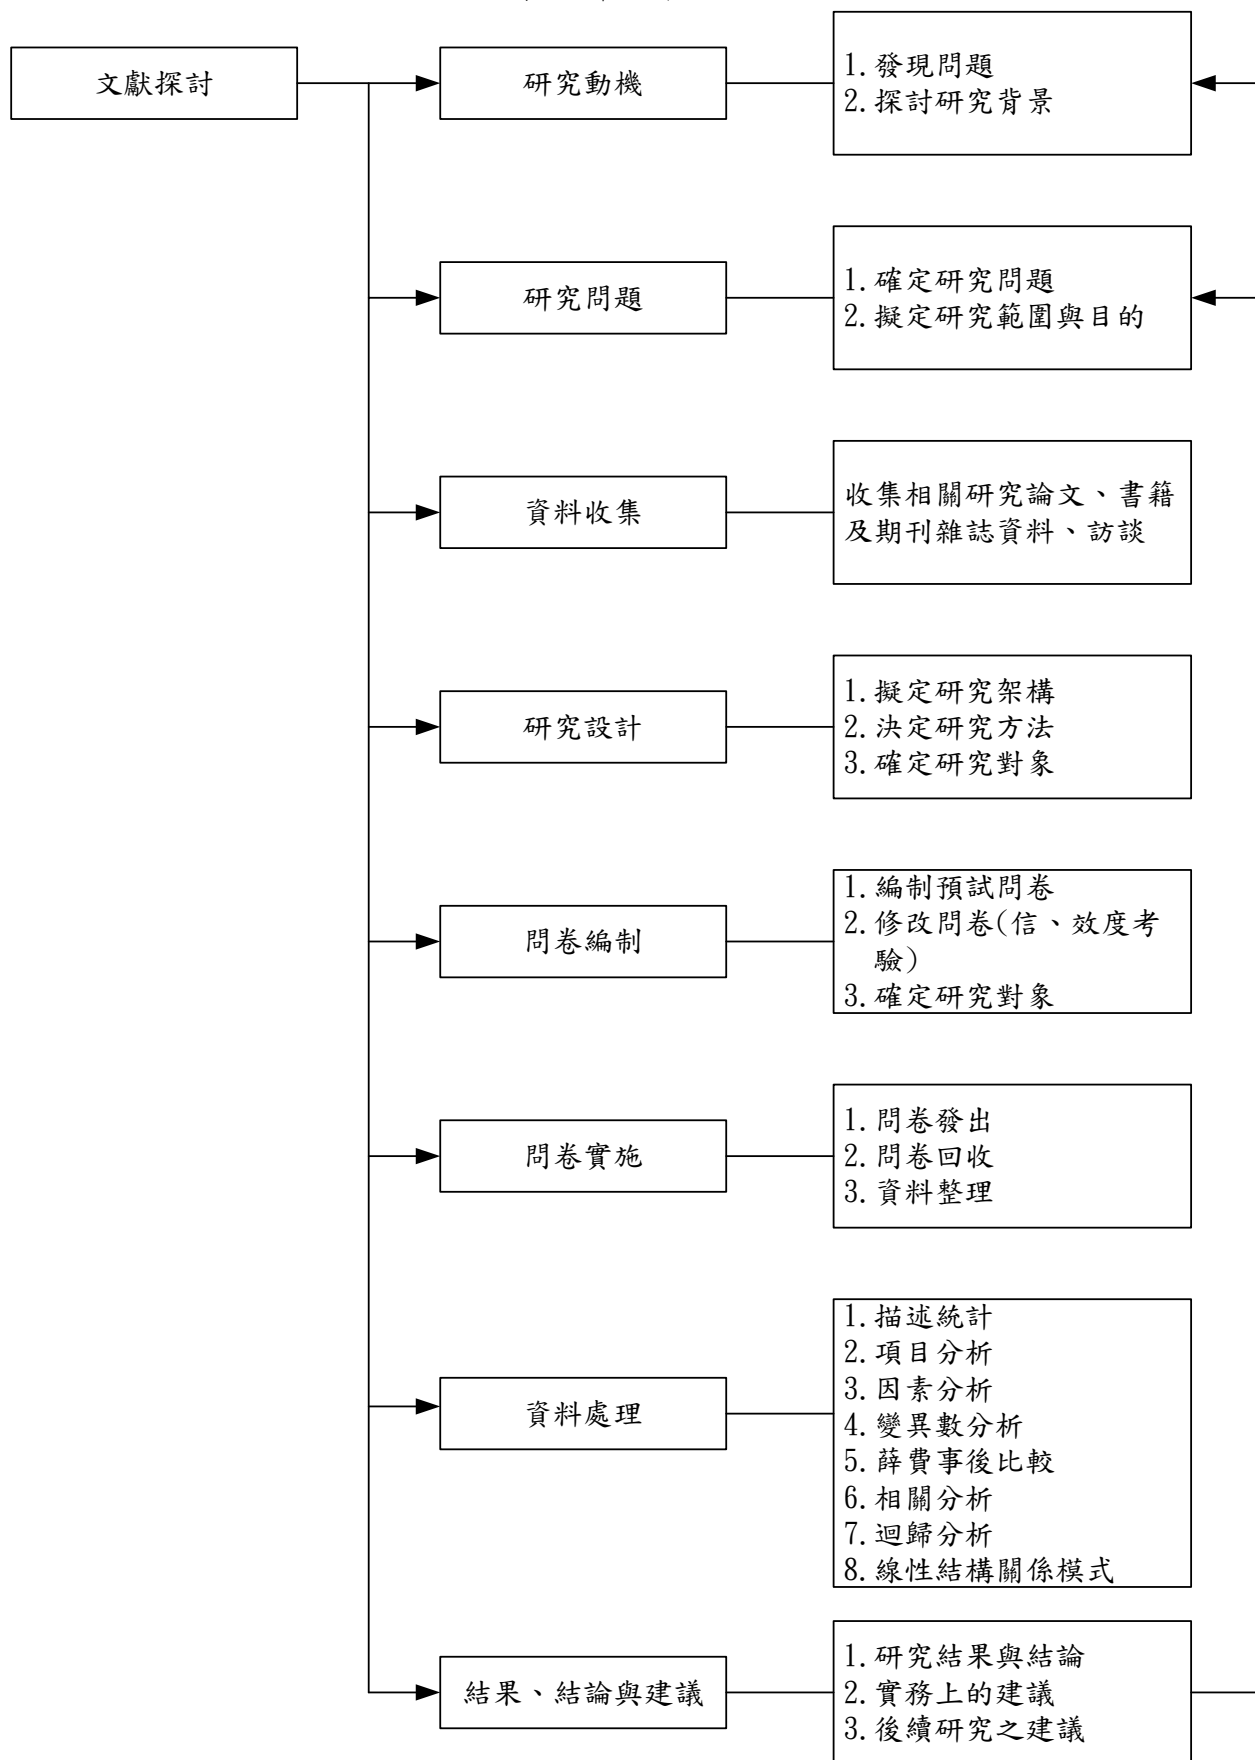 文獻探討
研究動機
1.發現問題
2.探討研究背景
研究問題
1.確定研究問題
2.擬定研究範圍與目的
資料收集
收集相關研究論文、書籍
及期刊雜誌資料、訪談
研究設計
1.擬定研究架構
2.決定研究方法
3.確定研究對象
問卷編制
1.編制預試問卷
2.修改問卷(信、效度考
驗)
3.確定研究對象
問卷實施
1.問卷發出
2.問卷回收
3.資料整理
資料處理
1.描述統計
2.項目分析
3.因素分析
4.變異數分析
5.薛費事後比較
6.相關分析
7.迴歸分析
8.線性結構關係模式
結果、結論與建議
1.研究結果與結論
2.實務上的建議
3.後續研究之建議